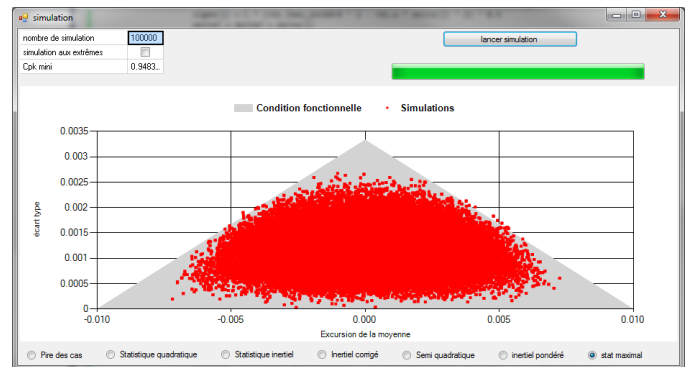 simulation
nombre de simulation 100000 lancer simulation
simulation aux extrêmes
Cpk mini 0.9483...
Condition fonctionnelle Simulations
0.0035
0.003
0.0025
0.002
0.0015
0.001
0.0005
0
écart type
-0.010 -0.005 0.000 0.005 0.010
Excursion de la moyenne
Pire des cas Statistique quadratique Statistique inertiel Inertiel corrigé Semi quadratique inertiel pondéré stat maximal